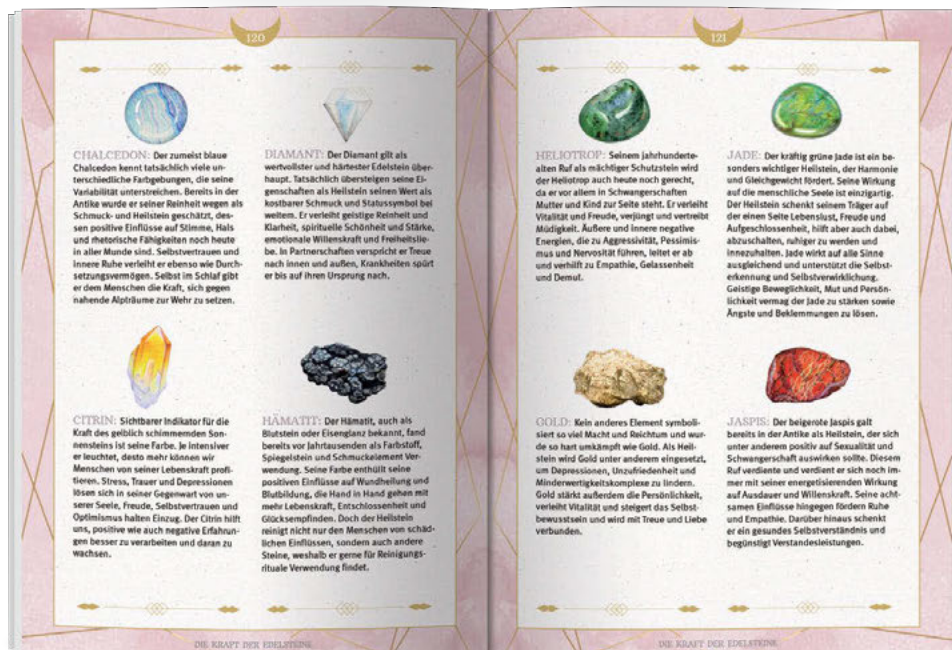 120
CHALCEDON: Der zumeist blaue
Chalcedon kennt tatsächlich viele un-
terschiedliche Farbgebungen, die seine
Variabilität unterstreichen. Bereits in der
Antike wurde er seiner Reinheit wegen als
Schmuck- und Heilstein geschätzt, des-
sen positive Einflüsse auf Stimme, Hals
und rhetorische Fähigkeiten noch heute
in aller Munde sind. Selbstvertrauen und
innere Ruhe verleiht er ebenso wie Durch-
setzungsvermögen. Selbst im Schlaf gibt
er dem Menschen die Kraft, sich gegen
nahende Alpträume zur Wehr zu setzen.
DIAMANT: Der Diamant gilt als
wertvollster und härtester Edelstein über-
haupt. Tatsächlich übersteigen seine Ei-
genschaften als Heilstein seinen Wert als
kostbarer Schmuck und Statussymbol bei
weitem. Er verleiht geistige Reinheit und
Klarheit, spirituelle Schönheit und Stärke,
emotionale Willenskraft und Freiheitslie-
be. In Partnerschaften verspricht er Treue
nach innen und außen, Krankheiten spürt
er bis auf ihren Ursprung nach.
CITRIN: Sichtbarer Indikator für die
Kraft des gelblich schimmernden Son-
nensteins ist seine Farbe. Je intensiver
er leuchtet, desto mehr können wir
Menschen von seiner Lebenskraft profi-
tieren. Stress, Trauer und Depressionen
lösen sich in seiner Gegenwart von un-
serer Seele, Freude, Selbstvertrauen und
Optimismus halten Einzug. Der Citrin hilft
uns, positive wie auch negative Erfahrun-
gen besser zu verarbeiten und daran zu
wachsen.
HÄMATIT: Der Hämatit, auch als
Blutstein oder Eisenglanz bekannt, fand
bereits vor Jahrtausenden als Farbstoff,
Spiegelstein und Schmuckelement Ver-
wendung. Seine Farbe enthüllt seine
positiven Einflüsse auf Wundheilung und
Blutbildung, die Hand in Hand gehen mit
mehr Lebenskraft, Entschlossenheit und
Glücksempfinden. Doch der Heilstein
reinigt nicht nur den Menschen von schäd-
lichen Einflüssen, sondern auch andere
Steine, weshalb er gerne für Reinigungs-
rituale Verwendung findet.
DIE KRAFT DER EDELSTEINE
121
HELIOTROP: Seinem jahrhunderte-
alten Ruf als mächtiger Schutzstein wird
der Heliotrop auch heute noch gerecht,
da er vor allem in Schwangerschaften
Mutter und Kind zur Seite steht. Er verleiht
Vitalität und Freude, verjüngt und vertreibt
Müdigkeit. Äußere und innere negative
Energien, die zu Aggressivität, Pessimis-
mus und Nervosität führen, leitet er ab
und verhilft zu Empathie, Gelassenheit
und Demut.
JADE: Der kräftig grüne Jade ist ein be-
sonders wichtiger Heilstein, der Harmonie
und Gleichgewicht fördert. Seine Wirkung
auf die menschliche Seele ist einzigartig.
Der Heilstein schenkt seinem Träger auf
der einen Seite Lebenslust, Freude und
Aufgeschlossenheit, hilft aber auch dabei,
abzuschalten, ruhiger zu werden und
innezuhalten. Jade wirkt auf alle Sinne
ausgleichend und unterstützt die Selbst-
erkennung und Selbstverwirklichung.
Geistige Beweglichkeit, Mut und Persön-
lichkeit vermag der Jade zu stärken sowie
Ängste und Beklemmungen zu lösen.
GOLD: Kein anderes Element symboli-
siert so viel Macht und Reichtum und wur-
de so hart umkämpft wie Gold. Als Heil-
stein wird Gold unter anderem eingesetzt,
um Depressionen, Unzufriedenheit und
Minderwertigkeitskomplexe zu lindern.
Gold stärkt außerdem die Persönlichkeit,
verleiht Vitalität und steigert das Selbst-
bewusstsein und wird mit Treue und Liebe
verbunden.
JASPIS: Der beigerote Jaspis galt
bereits in der Antike als Heilstein, der sich
unter anderem positiv auf Sexualität und
Schwangerschaft auswirken sollte. Diesem
Ruf verdiente und verdient er sich noch im-
mer mit seiner energetisierenden Wirkung
auf Ausdauer und Willenskraft. Seine acht-
samen Einflüsse hingegen fördern Ruhe
und Empathie. Darüber hinaus schenkt
er ein gesundes Selbstverständnis und
begünstigt Verstandesleistungen.
DIE KRAFT DER EDELSTEINE